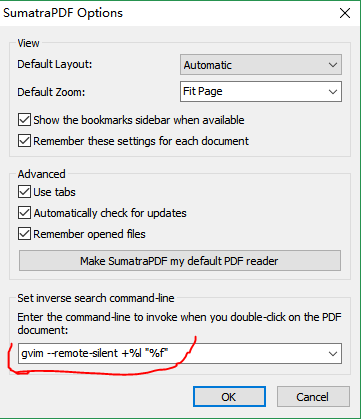 SumatraPDF Options
View
Default Layout: Automatic
Default Zoom: Fit Page
Show the bookmarks sidebar when available
Remember these settings for each document
Advanced
Use tabs
Automatically check for updates
Remember opened files
Make SumatraPDF my default PDF reader
Set inverse search command-line
Enter the command-line to invoke when you double-click on the PDF
document:
gvim --remote-silent +%l "%f"
OK Cancel